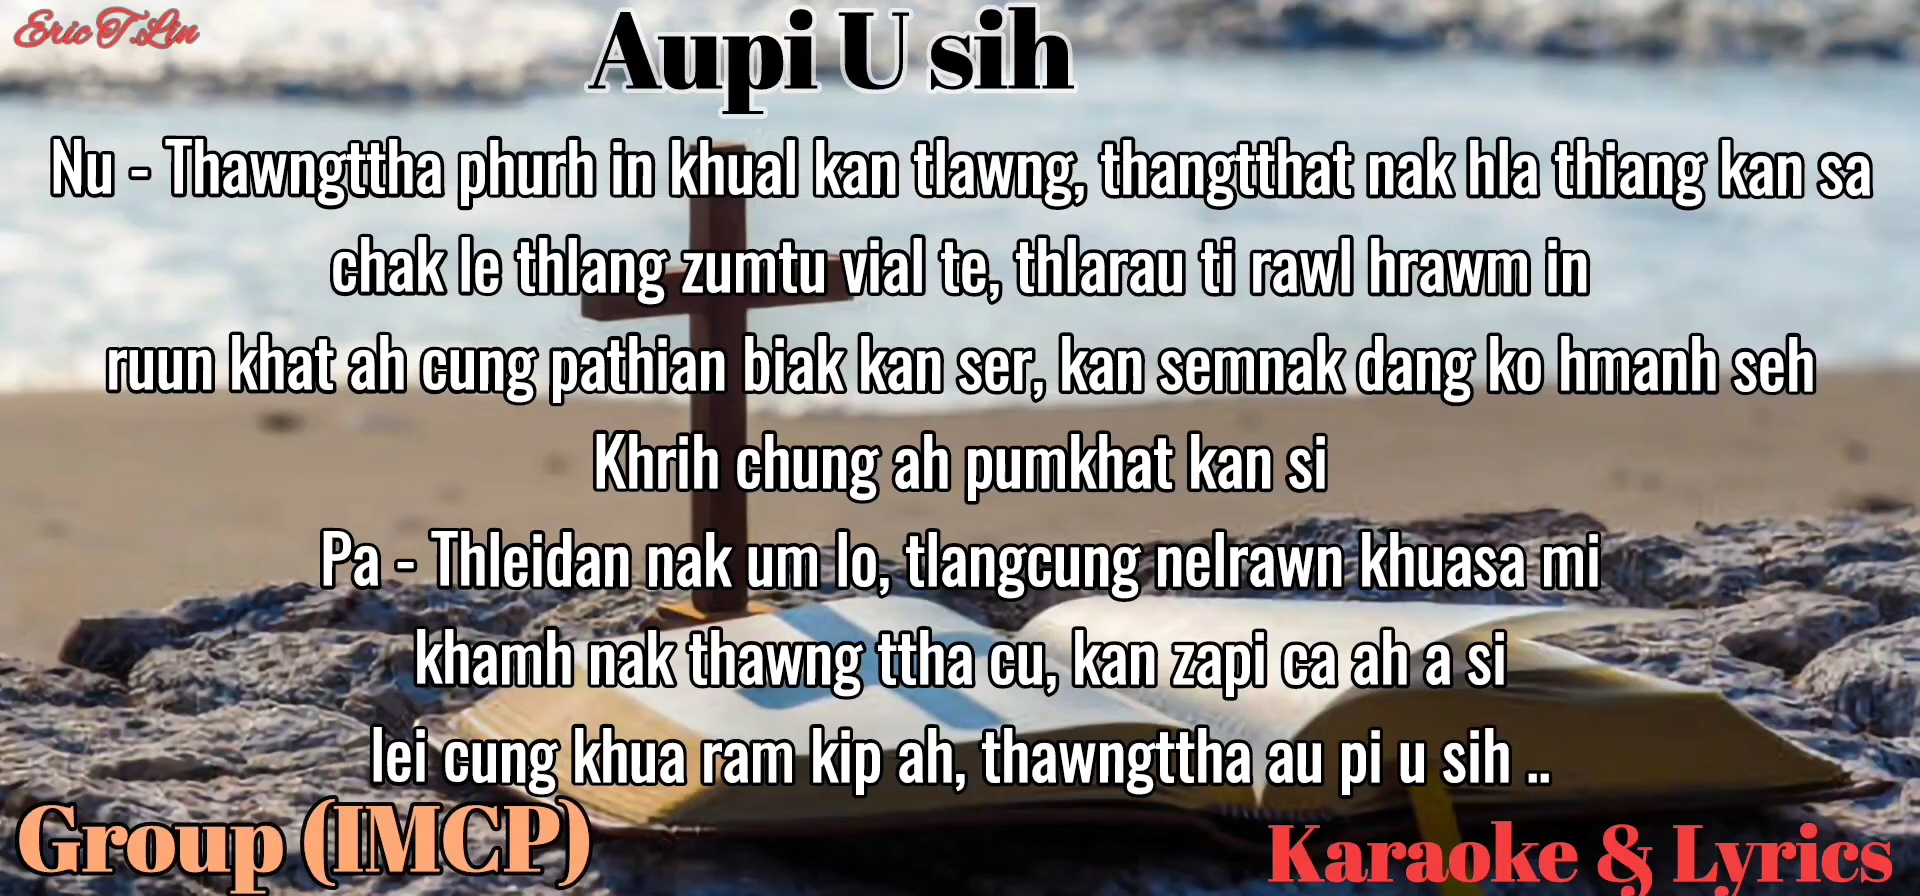 Eric T.Lin
Aupi U sih
Nu - Thawngttha phurh in khual kan tlawng, thangtthat nak hla thiang kan sa
chak le thlang zumtu vial te, thlarau ti rawl hrawm in
ruun khat ah cung pathian biak kan ser, kan semnak dang ko hmanh seh
Khrih chung ah pumkhat kan si
Pa - Thleidan nak um lo, tlangcung nelrawn khuasa mi
khamh nak thawng ttha cu, kan zapi ca ah a si
lei cung khua ram kip ah, thawngttha au pi u sih ..
Group (IMCP)
Karaoke & Lyrics